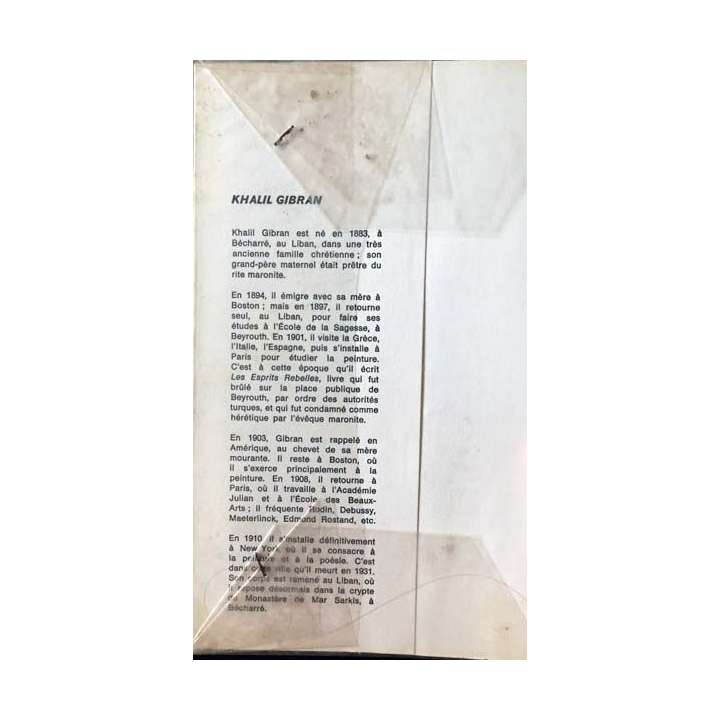 KHALIL GIBRAN
Khalil Gibran est né en 1883, à
Bécharré, au Liban, dans une très
ancienne famille chrétienne ; son
grand-père maternel était prêtre du
rite maronite.
En 1894, il émigre avec sa mère à
Boston ; mais en 1897, il retourne
seul, au Liban, pour faire ses
études à l'École de la Sagesse, à
Beyrouth. En 1901, il visite la Grèce,
l'Italie, l'Espagne, puis s'installe à
Paris pour étudier la peinture.
C'est à cette époque qu'il écrit
Les Esprits Rebelles, livre qui fut
brûlé sur la place publique de
Beyrouth, par ordre des autorités
turques, et qui fut condamné comme
hérétique par l'évêque maronite.
En 1903, Gibran est rappelé en
Amérique, au chevet de sa mère
mourante. Il reste à Boston, où
il s'exerce principalement à la
peinture. En 1908, il retourne à
Paris, où il travaille à l'Académie
Julian et à l'École des Beaux-
Arts ; il fréquente Rodin, Debussy,
Maeterlinck, Edmond Rostand, etc.
En 1910, il s'installe définitivement
à New York, où il se consacre à
la peinture et à la poésie. C'est
dans cette ville qu'il meurt en 1931.
Son corps est ramené au Liban, où
il repose désormais dans la crypte
du Monastère de Mar Sarkis, à
Bécharré.